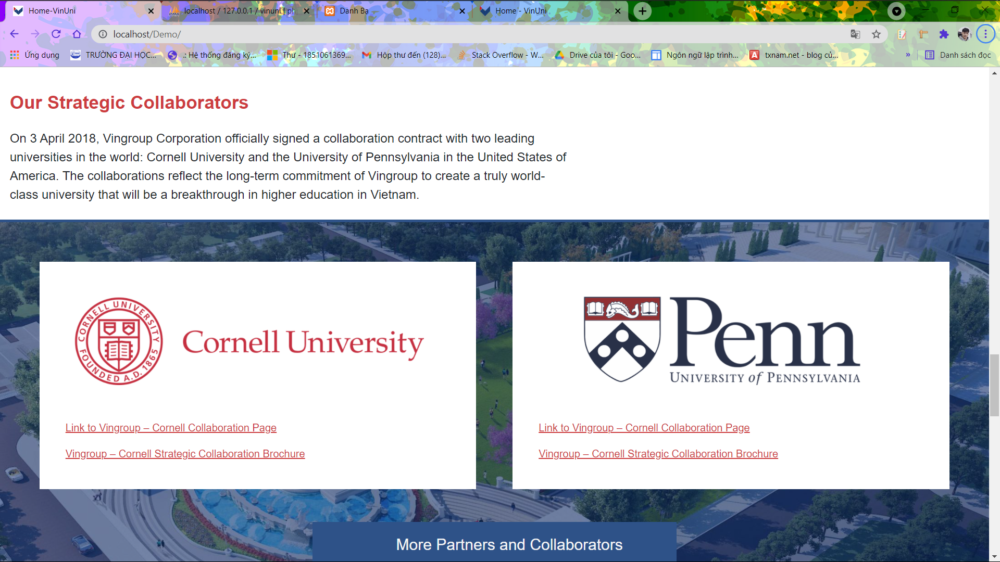 Home-VinUni
localhost / 127.0.0.1 / vinuni | ph
Danh Ba
Home - VinUni
localhost/Demo/
Ứng dụng
TRƯỜNG ĐẠI HỌC...
.: Hệ thống đăng ký...
Thư - 1851061369...
Hộp thư đến (128)...
Stack Overflow - W...
Drive của tôi - Goo...
Ngôn ngữ lập trình...
txnam.net - blog củ...
»
Danh sách đọc
Our Strategic Collaborators
On 3 April 2018, Vingroup Corporation officially signed a collaboration contract with two leading
universities in the world: Cornell University and the University of Pennsylvania in the United States of
America. The collaborations reflect the long-term commitment of Vingroup to create a truly world-
class university that will be a breakthrough in higher education in Vietnam.
CORNELL UNIVERSITY
FOUNDED A.D. 1865
Cornell University
Link to Vingroup – Cornell Collaboration Page
Vingroup – Cornell Strategic Collaboration Brochure
Penn
UNIVERSITY of PENNSYLVANIA
Link to Vingroup – Cornell Collaboration Page
Vingroup – Cornell Strategic Collaboration Brochure
More Partners and Collaborators